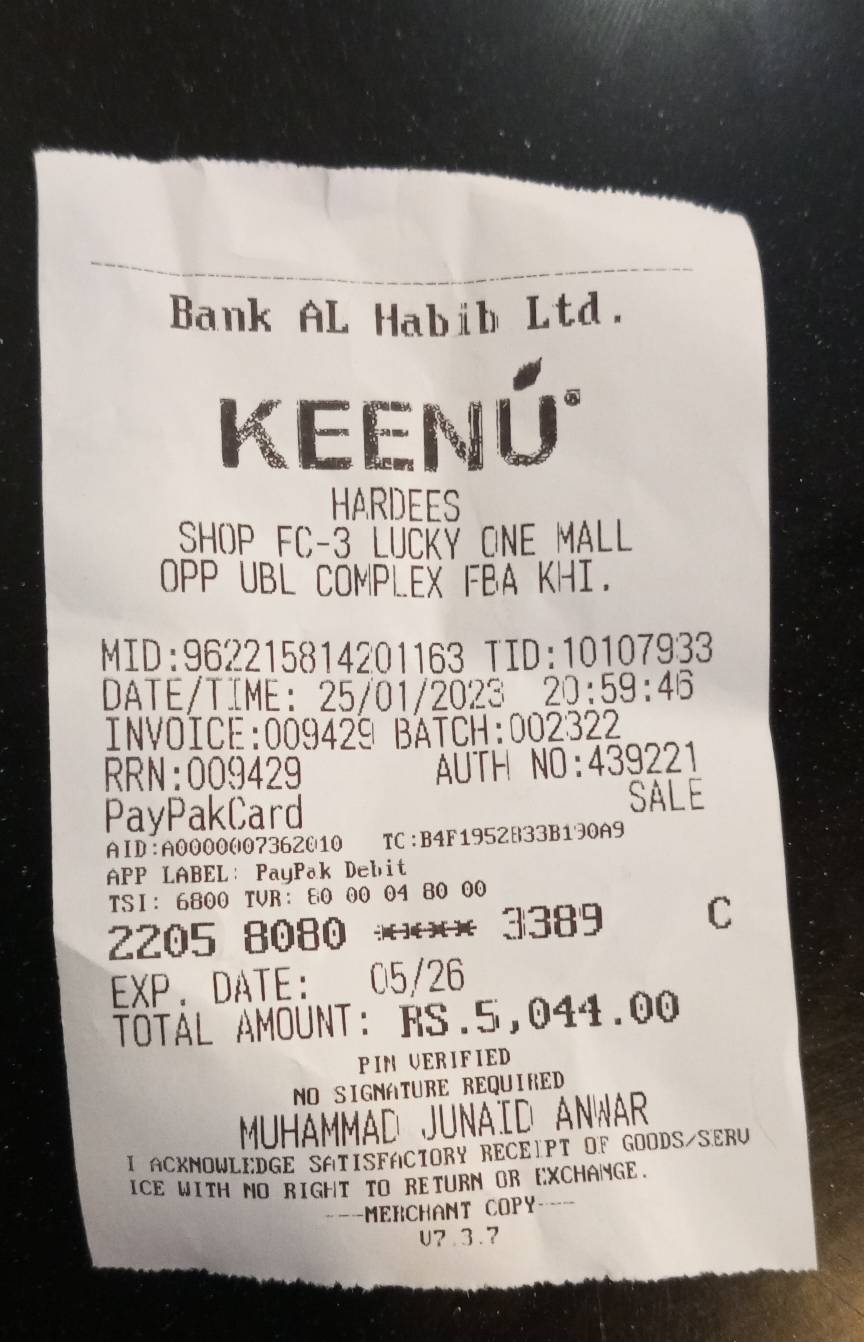 Bank AL Habib Ltd.
KEENÚ®
HARDEES
SHOP FC-3 LUCKY ONE MALL
OPP UBL COMPLEX FBA KHI.
MID:962215814201163 TID:10107933
DATE/TIME: 25/01/2023 20:59:46
INVOICE:009429 BATCH:002322
RRN:009429 AUTH NO:439221
PayPakCard SALE
AID:A0000007362010 TC:B4F1952B33B190A9
APP LABEL: PayPak Debit
TSI: 6800 TVR: 80 00 04 80 00
2205 8080 **** 3389 C
EXP. DATE: 05/26
TOTAL AMOUNT: RS.5,044.00
PIN VERIFIED
NO SIGNATURE REQUIRED
MUHAMMAD JUNAID ANWAR
I ACKNOWLEDGE SATISFACTORY RECEIPT OF GOODS/SERV
ICE WITH NO RIGHT TO RETURN OR EXCHANGE.
----MERCHANT COPY----
V7.3.7